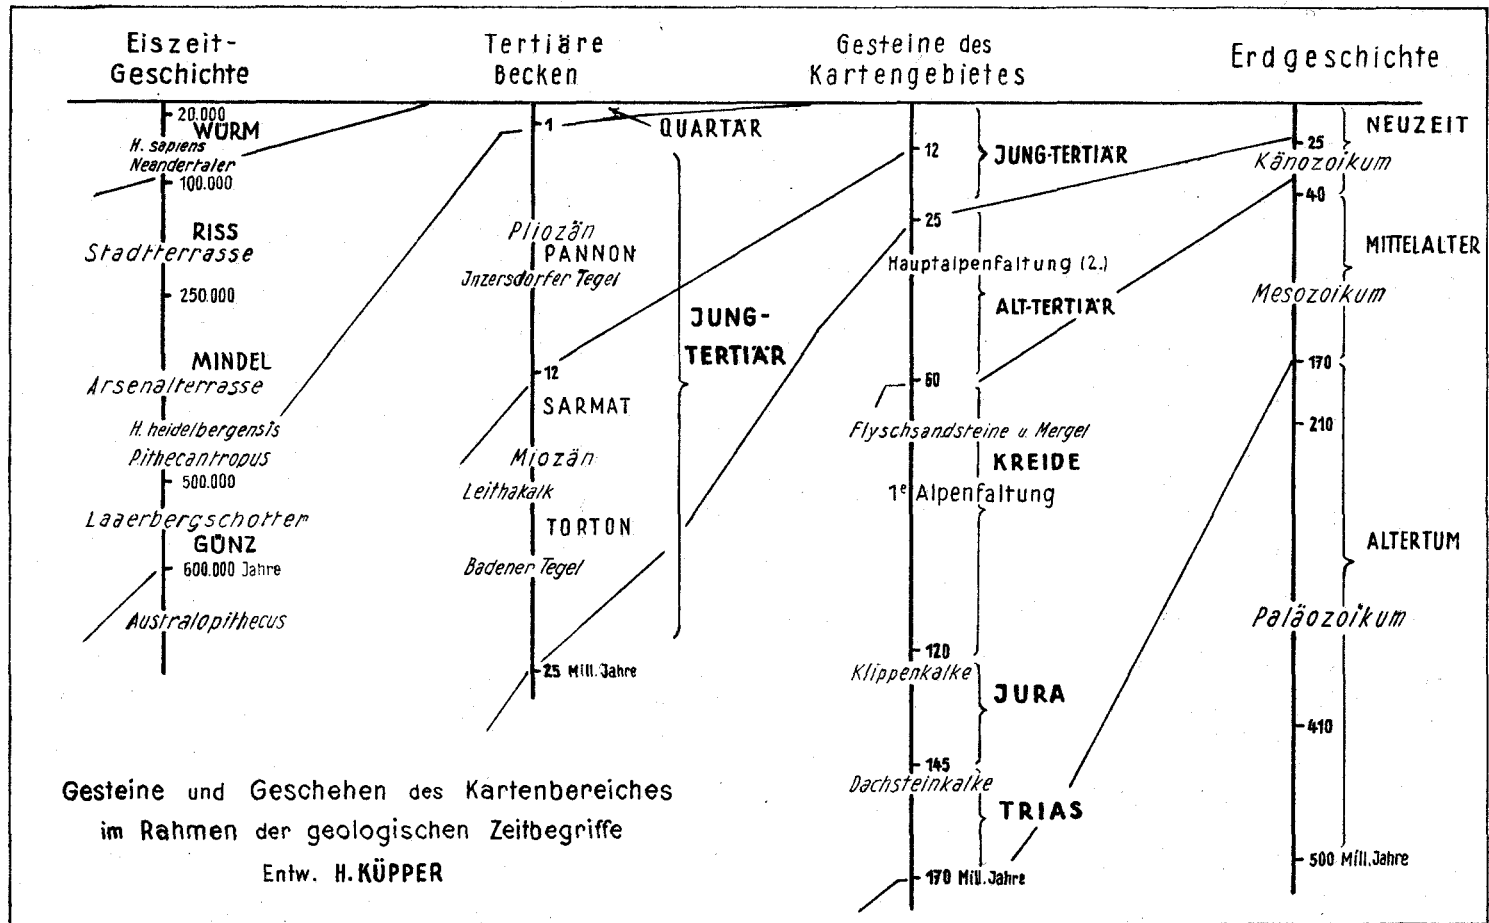 Eiszeit-
Geschichte
Tertiäre
Becken
Gesteine des
Kartengebietes
Erdgeschichte
20.000
WÜRM
H. sapiens
Neandertaler
100.000
RISS
Stadtterrasse
250.000
MINDEL
Arsenalterrasse
H. heidelbergensis
Pithecantropus
500.000
Laaerbergschotter
GÜNZ
600.000 Jahre
Australopithecus
1
QUARTÄR
Pliozän
PANNON
Inzersdorfer Tegel
JUNG-
TERTIÄR
12
SARMAT
Miozän
Leithakalk
TORTON
Badener Tegel
25 Mill. Jahre
12
JUNG-TERTIÄR
25
Hauptalpenfaltung (2.)
ALT-TERTIÄR
60
Flyschsandsteine u. Mergel
KREIDE
1e Alpenfaltung
120
Klippenkalke
JURA
145
Dachsteinkalke
TRIAS
170 Mill. Jahre
NEUZEIT
25
Känozoikum
40
MITTELALTER
Mesozoikum
170
210
ALTERTUM
Paläozoikum
410
500 Mill. Jahre
Gesteine und Geschehen des Kartenbereiches
im Rahmen der geologischen Zeitbegriffe
Entw. H. KÜPPER